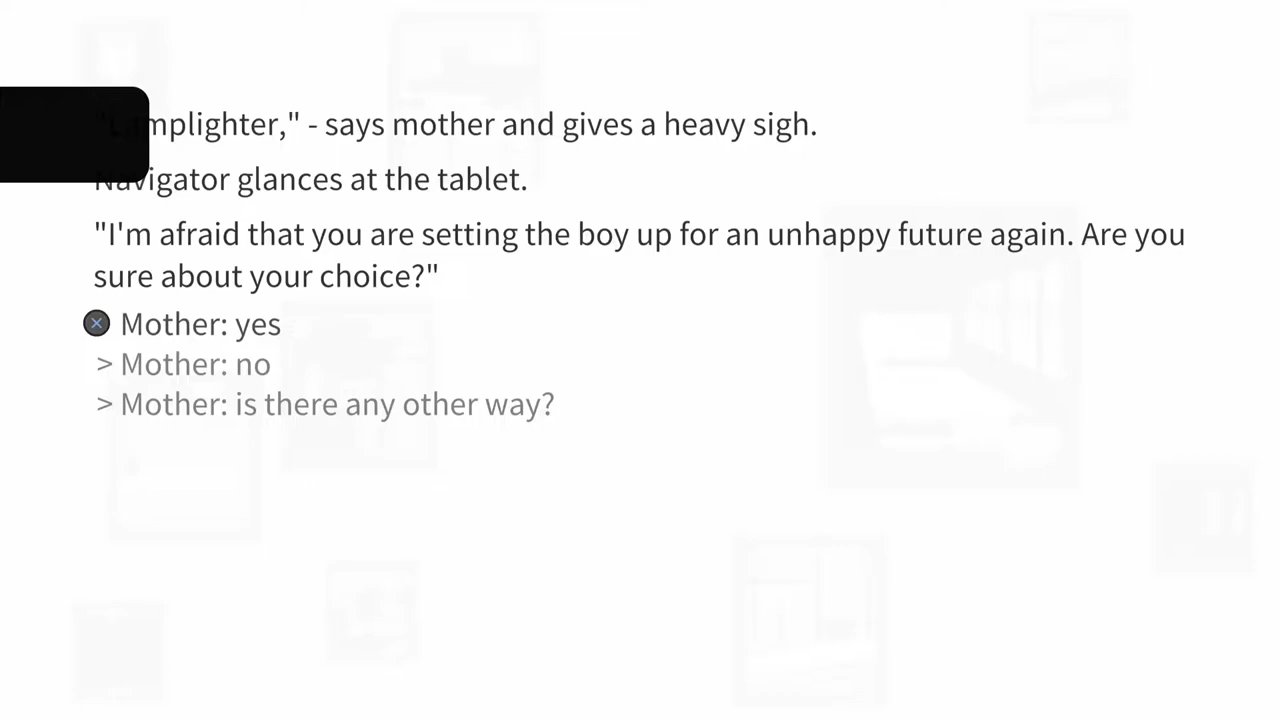 "Lamplighter," - says mother and gives a heavy sigh.
Navigator glances at the tablet.
"I'm afraid that you are setting the boy up for an unhappy future again. Are you
sure about your choice?"
Mother: yes
> Mother: no
> Mother: is there any other way?